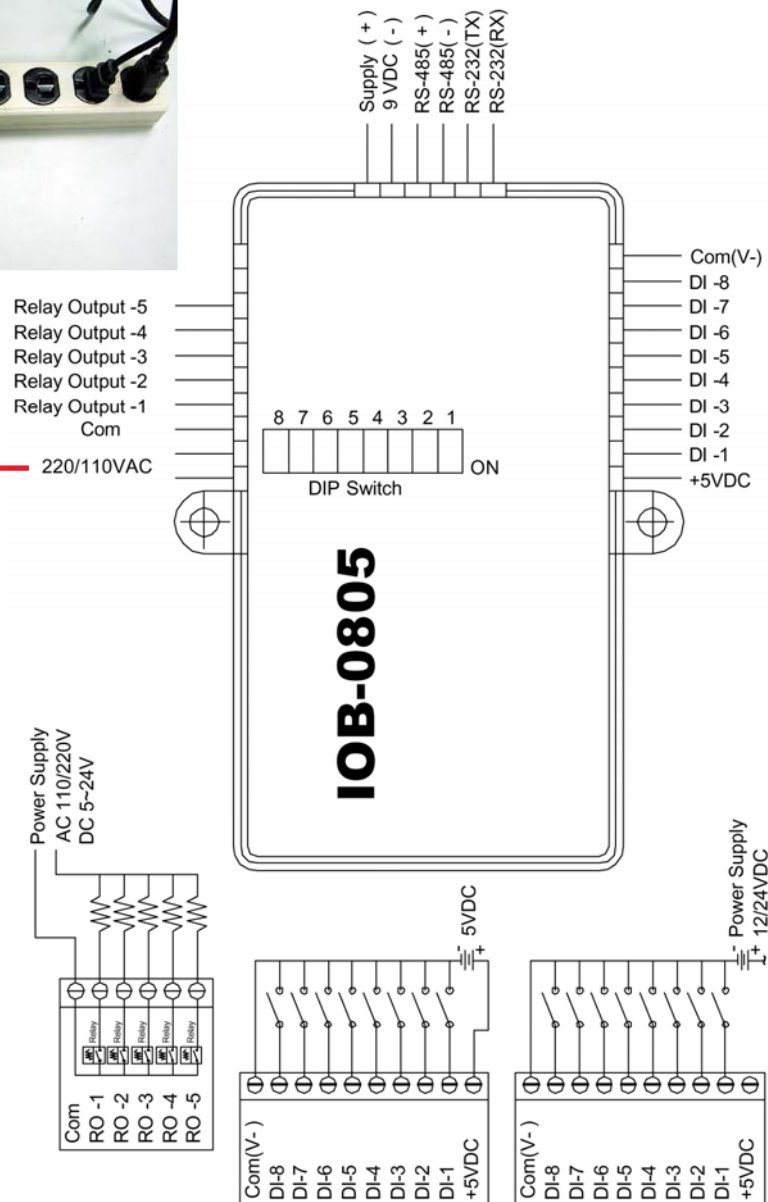 Supply ( + )
9 VDC ( - )
RS-485( + )
RS-485( - )
RS-232(TX)
RS-232(RX)
Relay Output -5
Relay Output -4
Relay Output -3
Relay Output -2
Relay Output -1
Com
220/110VAC
Com(V-)
DI -8
DI -7
DI -6
DI -5
DI -4
DI -3
DI -2
DI -1
+5VDC
8 7 6 5 4 3 2 1
ON
DIP Switch
IOB-0805
Power Supply
AC 110/220V
DC 5~24V
Relay
Relay
Relay
Relay
Relay
Com
RO -1
RO -2
RO -3
RO -4
RO -5
- 5VDC
+
Com(V- )
DI-8
DI-7
DI-6
DI-5
DI-4
DI-3
DI-2
DI-1
+5VDC
- Power Supply
+ 12/24VDC
Com(V- )
DI-8
DI-7
DI-6
DI-5
DI-4
DI-3
DI-2
DI-1
+5VDC